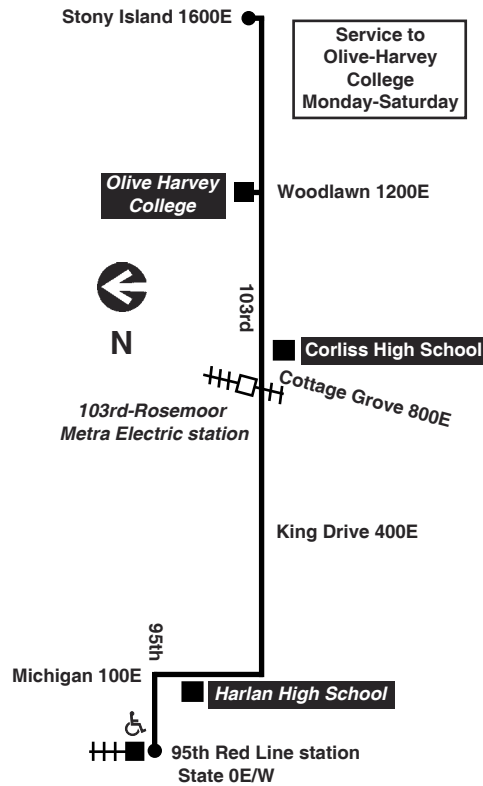 Stony Island 1600E
Service to
Olive-Harvey
College
Monday-Saturday
Olive Harvey
College
Woodlawn 1200E
N
103rd
Corliss High School
Cottage Grove 800E
103rd-Rosemoor
Metra Electric station
King Drive 400E
95th
Michigan 100E
Harlan High School
95th Red Line station
State 0E/W